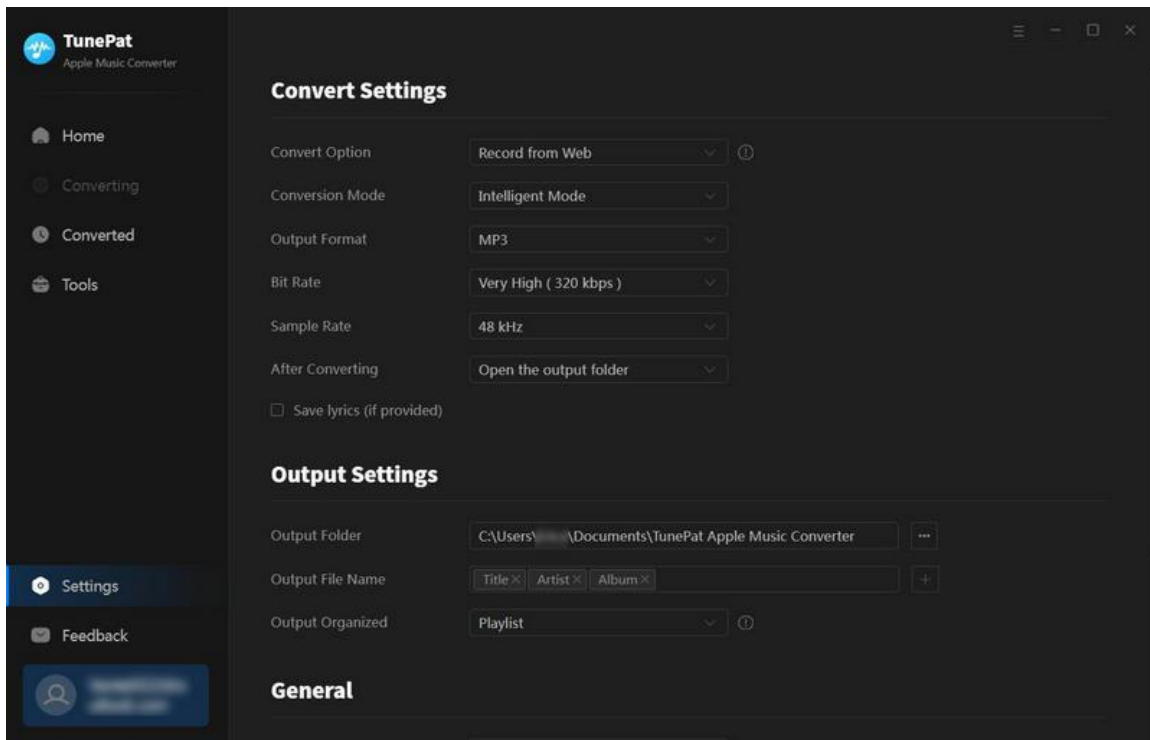 TunePat
Apple Music Converter
Home
Converting
Converted
Tools
Settings
Feedback
Convert Settings
Convert Option Record from Web
Conversion Mode Intelligent Mode
Output Format MP3
Bit Rate Very High ( 320 kbps )
Sample Rate 48 kHz
After Converting Open the output folder
Save lyrics (if provided)
Output Settings
Output Folder C:\Users\ \Documents\TunePat Apple Music Converter
Output File Name Title Artist Album
Output Organized Playlist
General